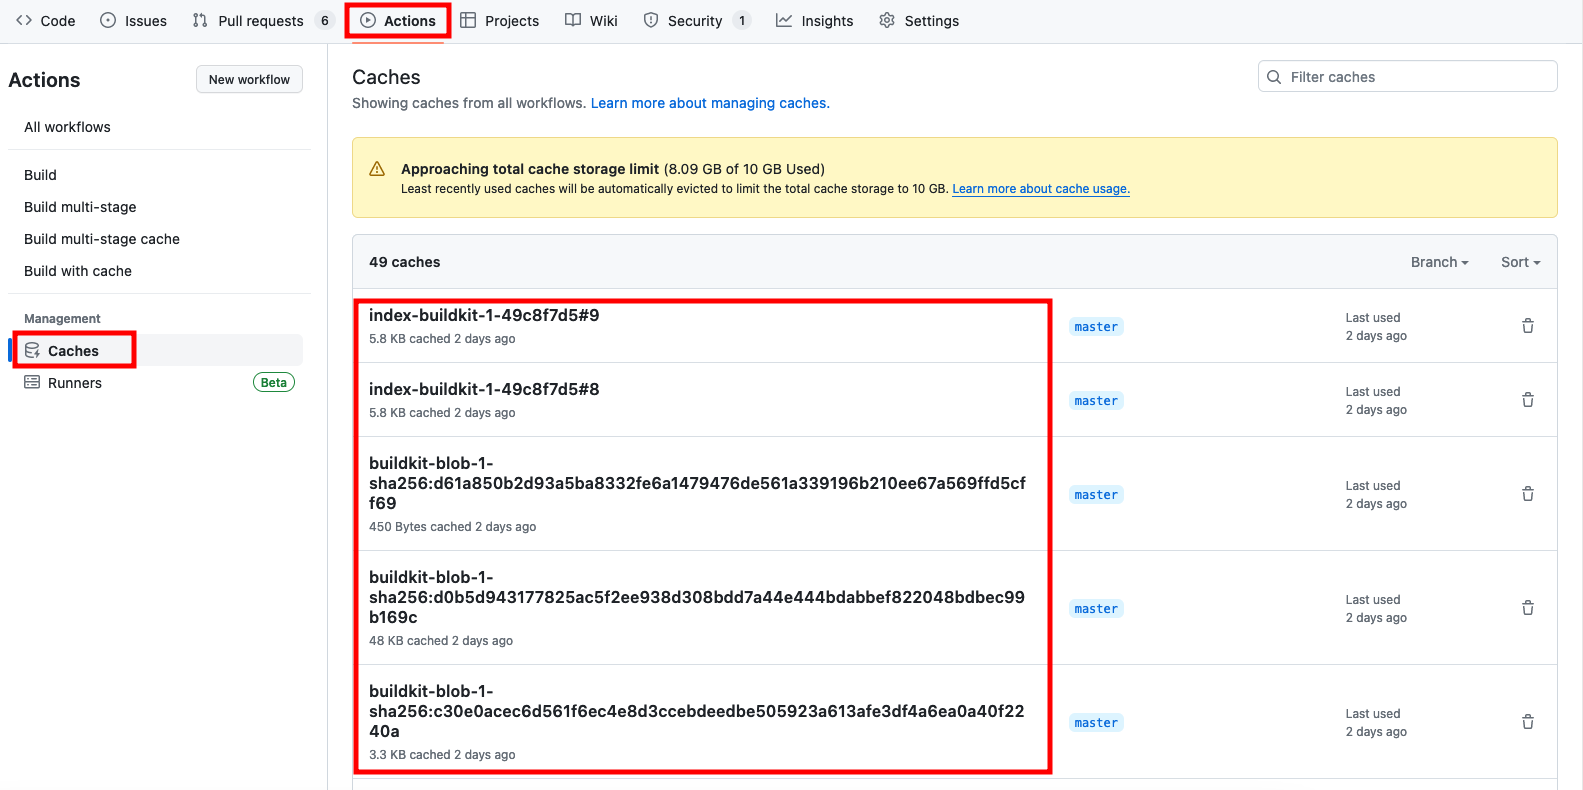 Code Issues Pull requests 6 Actions Projects Wiki Security 1 Insights Settings
Actions
New workflow
All workflows
Build
Build multi-stage
Build multi-stage cache
Build with cache
Management
Caches
Runners Beta
Caches
Filter caches
Showing caches from all workflows. Learn more about managing caches.
Approaching total cache storage limit (8.09 GB of 10 GB Used)
Least recently used caches will be automatically evicted to limit the total cache storage to 10 GB. Learn more about cache usage.
49 caches Branch Sort
index-buildkit-1-49c8f7d5#9
5.8 KB cached 2 days ago
master
Last used
2 days ago
index-buildkit-1-49c8f7d5#8
5.8 KB cached 2 days ago
master
Last used
2 days ago
buildkit-blob-1-
sha256:d61a850b2d93a5ba8332fe6a1479476de561a339196b210ee67a569ffd5cf
f69
450 Bytes cached 2 days ago
master
Last used
2 days ago
buildkit-blob-1-
sha256:d0b5d943177825ac5f2ee938d308bdd7a44e444bdabbef822048bdbec99
b169c
48 KB cached 2 days ago
master
Last used
2 days ago
buildkit-blob-1-
sha256:c30e0acec6d561f6ec4e8d3ccebdeedbe505923a613afe3df4a6ea0a40f22
40a
3.3 KB cached 2 days ago
master
Last used
2 days ago